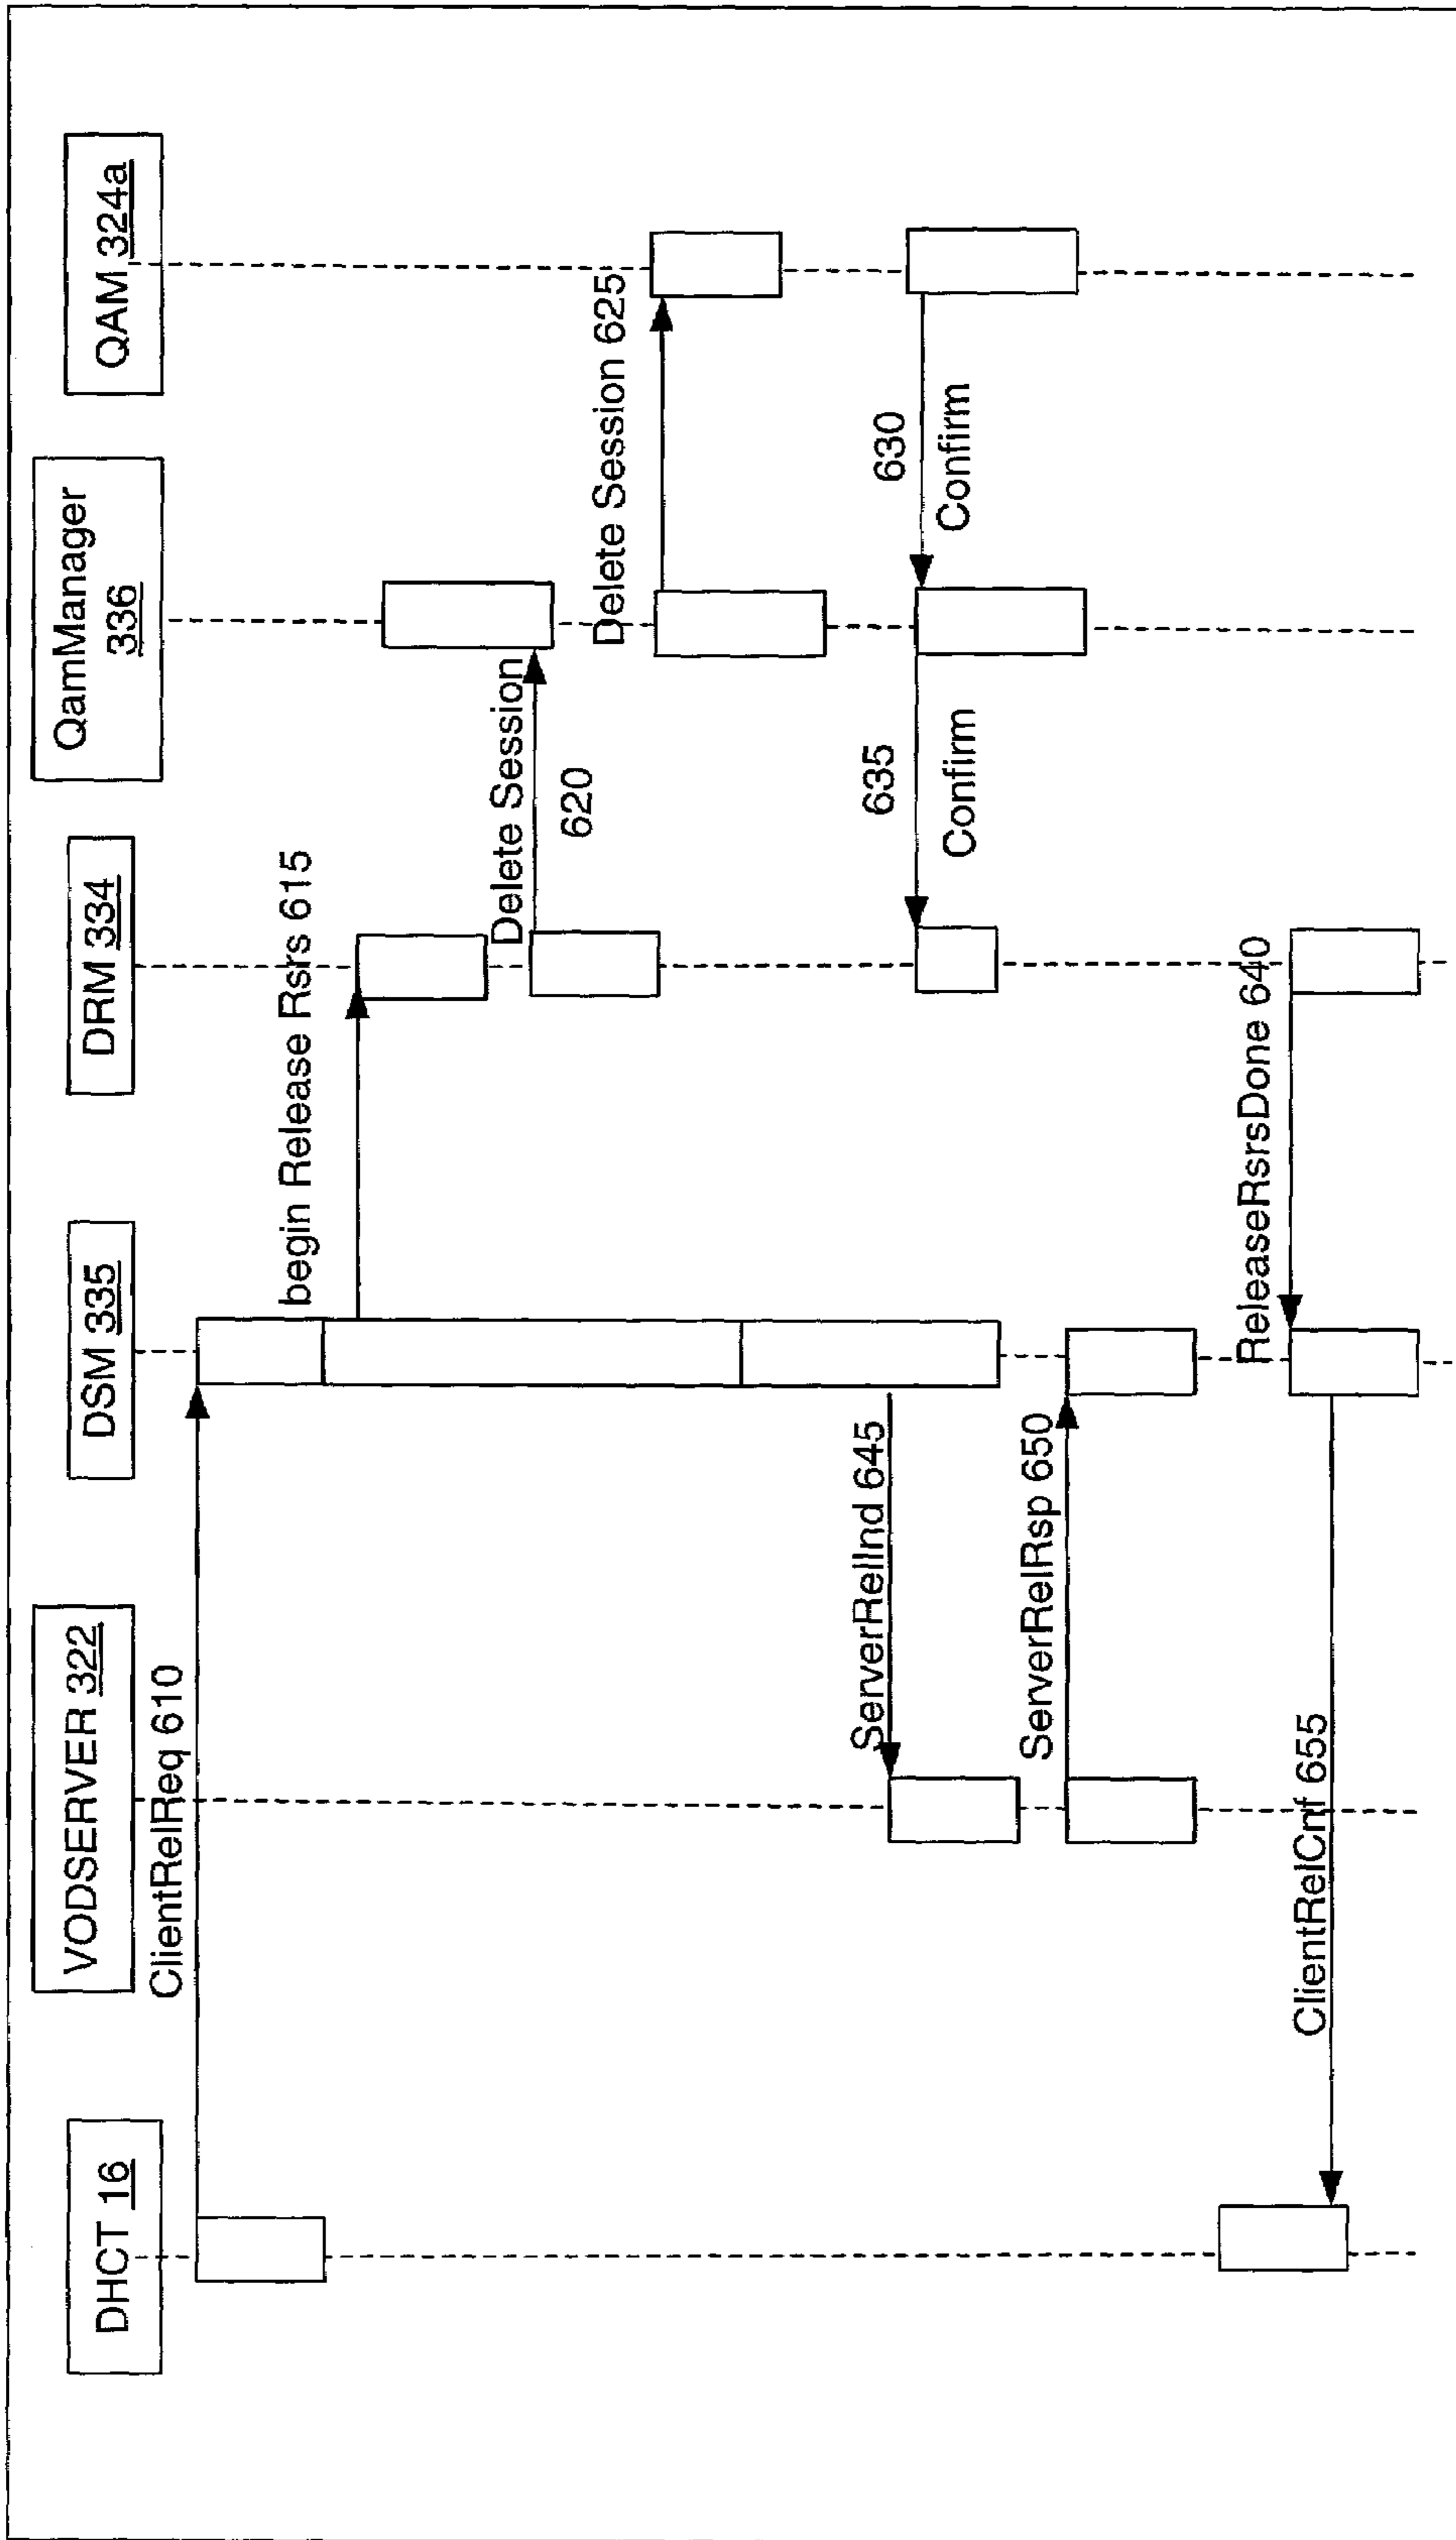 DHCT 16
VODSERVER 322
DSM 335
DRM 334
QamManager
336
QAM 324a
ClientRelReq 610
begin Release Rsrs 615
Delete Session
620
Delete Session 625
630
Confirm
635
Confirm
ServerRelInd 645
ServerRelRsp 650
ReleaseRsrsDone 640
ClientRelCnf 655